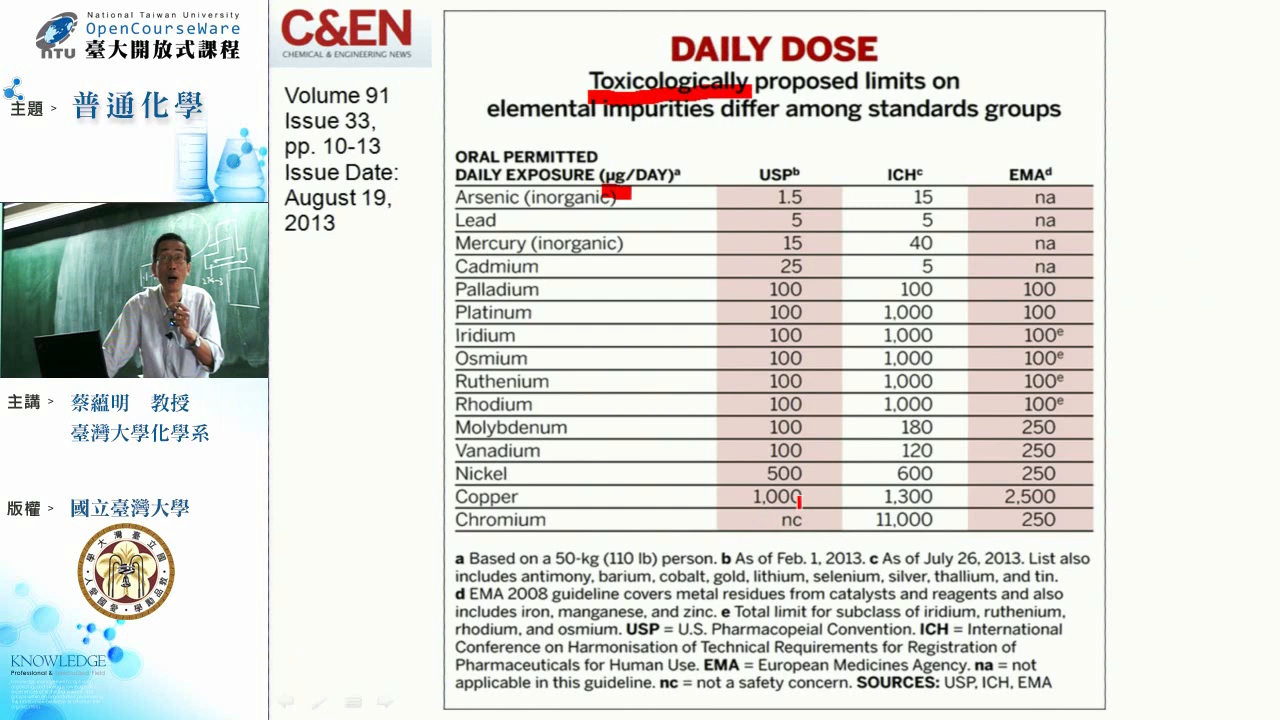 National Taiwan University
OpenCourseWare
NTU 臺大開放式課程
主題 > 普通化學
主講 > 蔡蘊明 教授
臺灣大學化學系
版權 > 國立臺灣大學
KNOWLEDGE
Professional & Specialized Field
C&EN
CHEMICAL & ENGINEERING NEWS
Volume 91
Issue 33,
pp. 10-13
Issue Date:
August 19,
2013
DAILY DOSE
Toxicologically proposed limits on
elemental impurities differ among standards groups
ORAL PERMITTED
DAILY EXPOSURE (µg/DAY)a USPb ICHc EMAd
Arsenic (inorganic) 1.5 15 na
Lead 5 5 na
Mercury (inorganic) 15 40 na
Cadmium 25 5 na
Palladium 100 100 100
Platinum 100 1,000 100
Iridium 100 1,000 100e
Osmium 100 1,000 100e
Ruthenium 100 1,000 100e
Rhodium 100 1,000 100e
Molybdenum 100 180 250
Vanadium 100 120 250
Nickel 500 600 250
Copper 1,000 1,300 2,500
Chromium nc 11,000 250
a Based on a 50-kg (110 lb) person. b As of Feb. 1, 2013. c As of July 26, 2013. List also
includes antimony, barium, cobalt, gold, lithium, selenium, silver, thallium, and tin.
d EMA 2008 guideline covers metal residues from catalysts and reagents and also
includes iron, manganese, and zinc. e Total limit for subclass of iridium, ruthenium,
rhodium, and osmium. USP = U.S. Pharmacopeial Convention. ICH = International
Conference on Harmonisation of Technical Requirements for Registration of
Pharmaceuticals for Human Use. EMA = European Medicines Agency. na = not
applicable in this guideline. nc = not a safety concern. SOURCES: USP, ICH, EMA